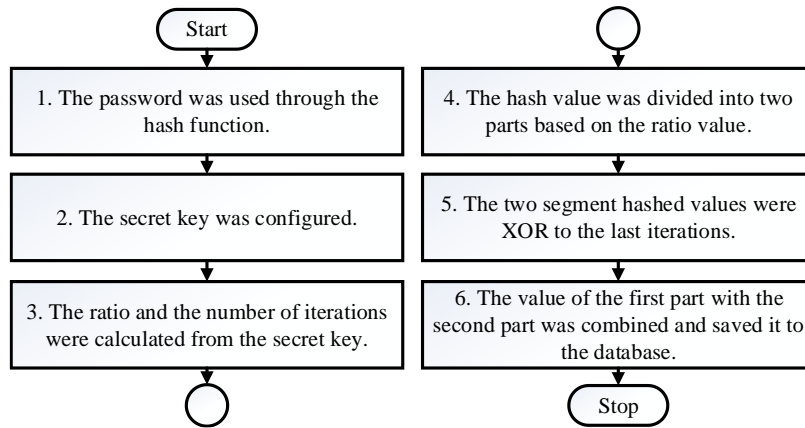 Start
1. The password was used through the
hash function.
2. The secret key was configured.
3. The ratio and the number of iterations
were calculated from the secret key.
4. The hash value was divided into two
parts based on the ratio value.
5. The two segment hashed values were
XOR to the last iterations.
6. The value of the first part with the
second part was combined and saved it to
the database.
Stop